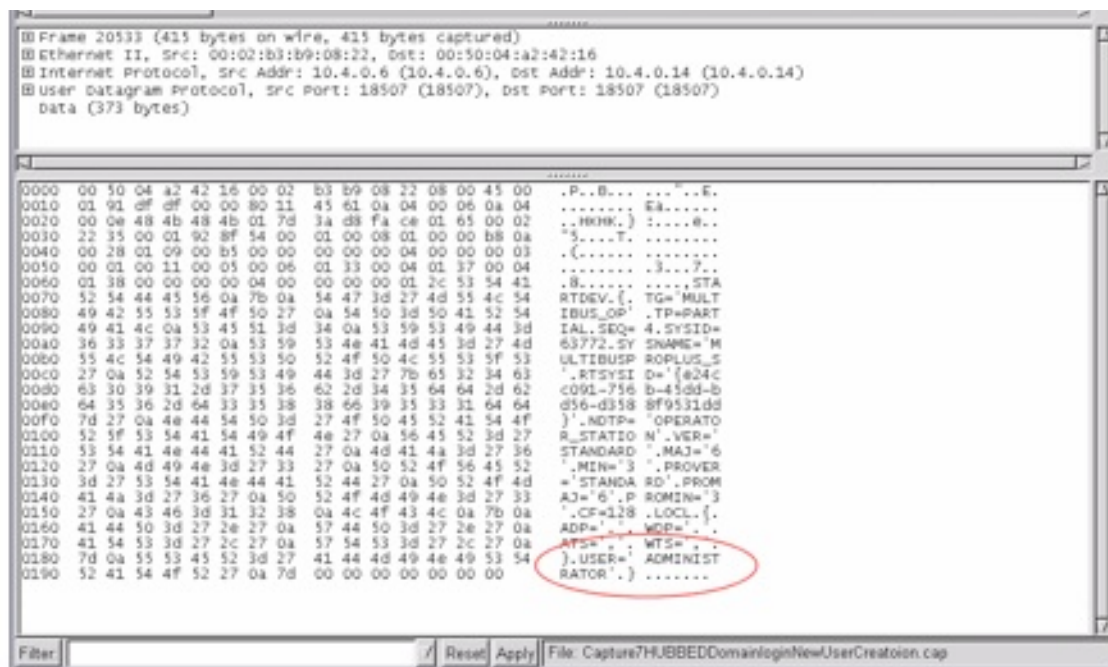 Frame 20533 (415 bytes on wire, 415 bytes captured)
Ethernet II, Src: 00:02:b3:b9:08:22, Dst: 00:50:04:a2:42:16
Internet Protocol, Src Addr: 10.4.0.6 (10.4.0.6), Dst Addr: 10.4.0.14 (10.4.0.14)
User Datagram Protocol, Src Port: 18507 (18507), Dst Port: 18507 (18507)
Data (373 bytes)
0000 00 50 04 a2 42 16 00 02 b3 b9 08 22 08 00 45 00 .P..B... ..."..E.
0010 01 91 df df 00 00 80 11 45 61 0a 04 00 06 0a 04 ........ Ea......
0020 00 0e 48 4b 48 4b 01 7d 3a d8 fa ce 01 65 00 02 ..HKHK.} :....e..
0030 22 35 00 01 92 8f 54 00 01 00 08 01 00 00 b8 0a "5....T. ........
0040 00 28 01 09 00 b5 00 00 00 00 04 00 00 00 03 .(...... ........
0050 00 01 00 11 00 05 00 06 01 33 00 04 01 37 00 04 ........ .3...7..
0060 01 38 00 00 00 00 04 00 00 00 01 2c 53 54 41 .8...... ....,STA
0070 52 54 44 45 56 0a 7b 0a 54 47 3d 27 4d 55 4c 54 RTDEV.{. TG='MULT
0080 49 42 55 53 5f 4f 50 27 0a 54 50 3d 50 41 52 54 IBUS_OP' .TP=PART
0090 49 41 4c 0a 53 45 51 3d 34 0a 53 59 53 49 44 3d IAL.SEQ= 4.SYSID=
00a0 36 33 37 37 32 0a 53 59 53 4e 41 4d 45 3d 27 4d 63772.SY SNAME='M
00b0 55 4c 54 49 42 55 53 50 52 4f 50 4c 55 53 5f 53 ULTIBUSP ROPLUS_S
00c0 27 0a 52 54 53 59 53 49 44 3d 27 7b 65 32 34 63 '.RTSYSI D='{e24c
00d0 63 30 39 31 2d 37 35 36 62 2d 34 35 64 64 2d 62 c091-756 b-45dd-b
00e0 64 35 36 2d 64 33 35 38 38 66 39 35 33 31 64 64 d56-d358 8f9531dd
00f0 7d 27 0a 4e 44 54 50 3d 27 4f 50 45 52 41 54 4f }'.NDTP= 'OPERATO
0100 52 5f 53 54 41 54 49 4f 4e 27 0a 56 45 52 3d 27 R_STATIO N'.VER='
0110 53 54 41 4e 44 41 52 44 27 0a 4d 41 4a 3d 27 36 STANDARD '.MAJ='6
0120 27 0a 4d 49 4e 3d 27 33 27 0a 50 52 4f 56 45 52 '.MIN='3 '.PROVER
0130 3d 27 53 54 41 4e 44 41 52 44 27 0a 50 52 4f 4d ='STANDA RD'.PROM
0140 41 4a 3d 27 36 27 0a 50 52 4f 4d 49 4e 3d 27 33 AJ='6'.P ROMIN='3
0150 27 0a 43 46 3d 31 32 38 0a 4c 4f 43 4c 0a 7b 0a '.CF=128 .LOCL.{.
0160 41 44 50 3d 27 2e 27 0a 57 44 50 3d 27 2e 27 0a ADP='.'. WDP='.'.
0170 41 54 53 3d 27 2c 27 0a 57 54 53 3d 27 2c 27 0a ATS=','. WTS=','.
0180 7d 0a 55 53 45 52 3d 27 41 44 4d 49 4e 49 53 54 }.USER=' ADMINIST
0190 52 41 54 4f 52 27 0a 7d 00 00 00 00 00 00 00 RATOR'.} .......
Filter: / Reset Apply File: Capture7HUBBEDDomainloginNewUserCreatoion.cap